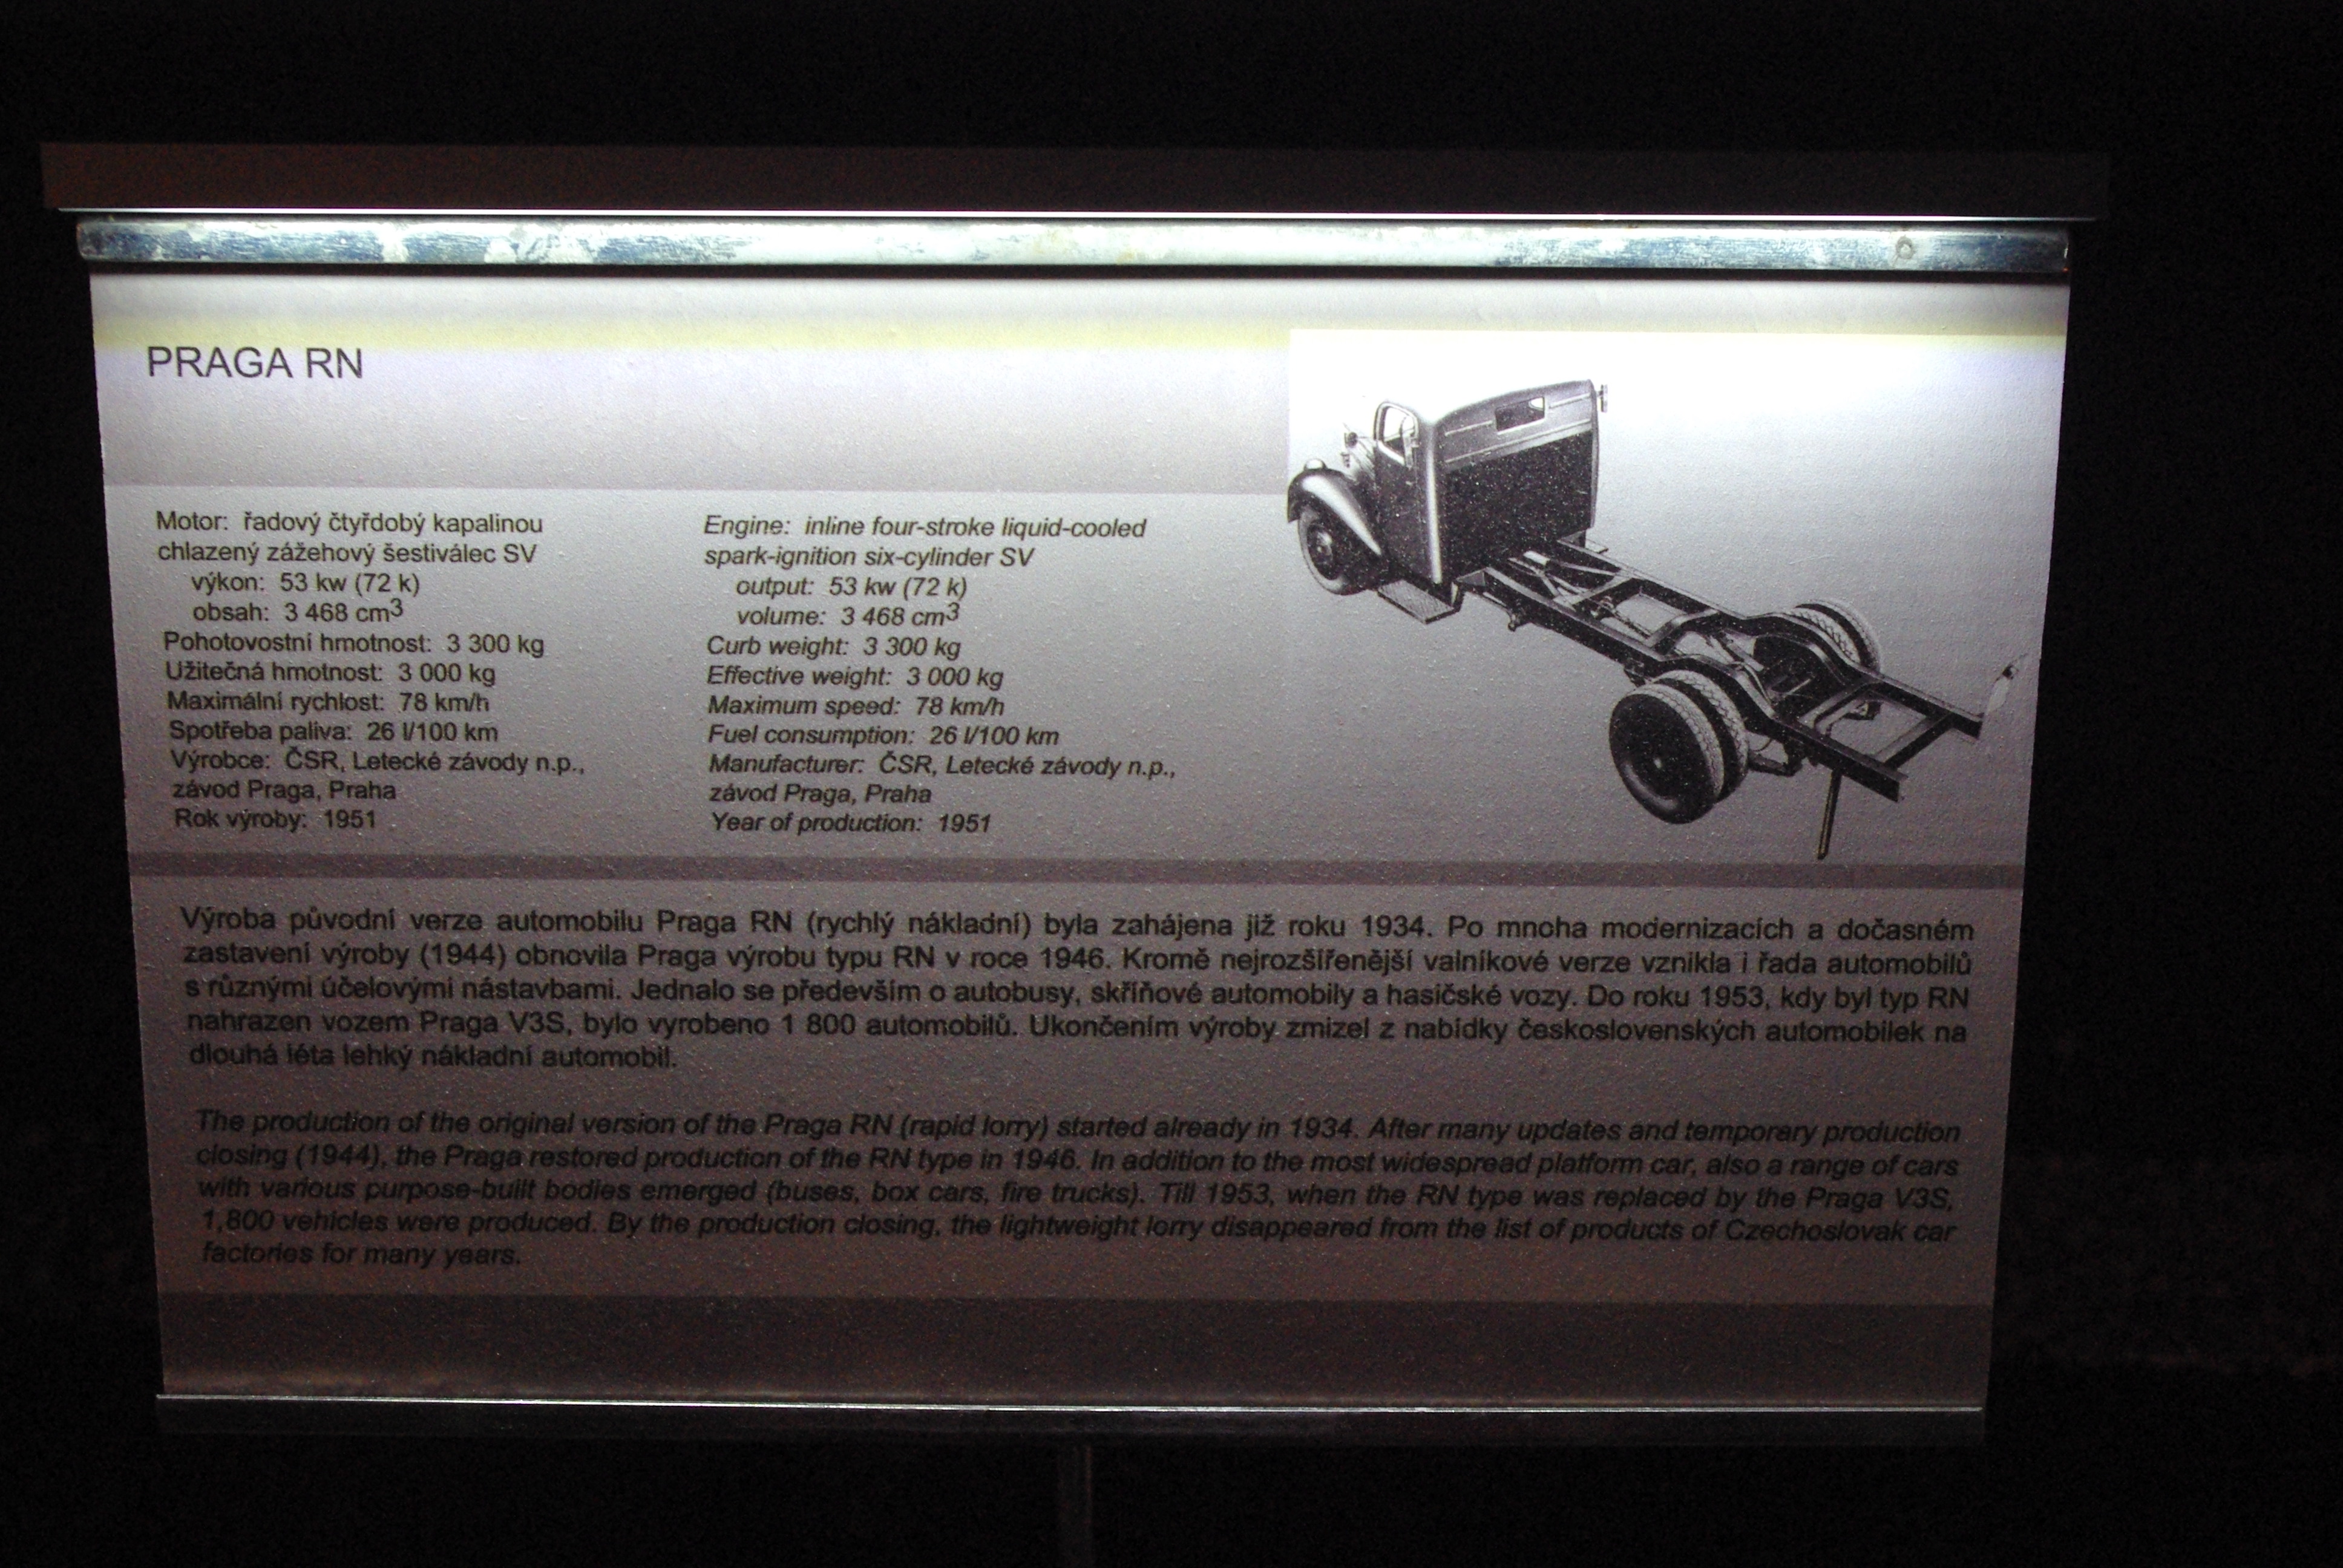 PRAGA RN
Motor: řadový čtyřdobý kapalinou
chlazený zážehový šestiválec SV
výkon: 53 kw (72 k)
obsah: 3 468 cm³
Pohotovostní hmotnost: 3 300 kg
Užitečná hmotnost: 3 000 kg
Maximální rychlost: 78 km/h
Spotřeba paliva: 26 l/100 km
Výrobce: ČSR, Letecké závody n.p.,
závod Praga, Praha
Rok výroby: 1951
Engine: inline four-stroke liquid-cooled
spark-ignition six-cylinder SV
output: 53 kw (72 k)
volume: 3 468 cm³
Curb weight: 3 300 kg
Effective weight: 3 000 kg
Maximum speed: 78 km/h
Fuel consumption: 26 l/100 km
Manufacturer: ČSR, Letecké závody n.p.,
závod Praga, Praha
Year of production: 1951
Výroba původní verze automobilu Praga RN (rychlý nákladní) byla zahájena již roku 1934. Po mnoha modernizacích a dočasném
zastavení výroby (1944) obnovila Praga výrobu typu RN v roce 1946. Kromě nejrozšířenější valníkové verze vznikla i řada automobilů
s různými účelovými nástavbami. Jednalo se především o autobusy, skříňové automobily a hasičské vozy. Do roku 1953, kdy byl typ RN
nahrazen vozem Praga V3S, bylo vyrobeno 1 800 automobilů. Ukončením výroby zmizel z nabídky československých automobilek na
dlouhá léta lehký nákladní automobil.
The production of the original version of the Praga RN (rapid lorry) started already in 1934. After many updates and temporary production
closing (1944), the Praga restored production of the RN type in 1946. In addition to the most widespread platform car, also a range of cars
with various purpose-built bodies emerged (buses, box cars, fire trucks). Till 1953, when the RN type was replaced by the Praga V3S,
1,800 vehicles were produced. By the production closing, the lightweight lorry disappeared from the list of products of Czechoslovak car
factories for many years.